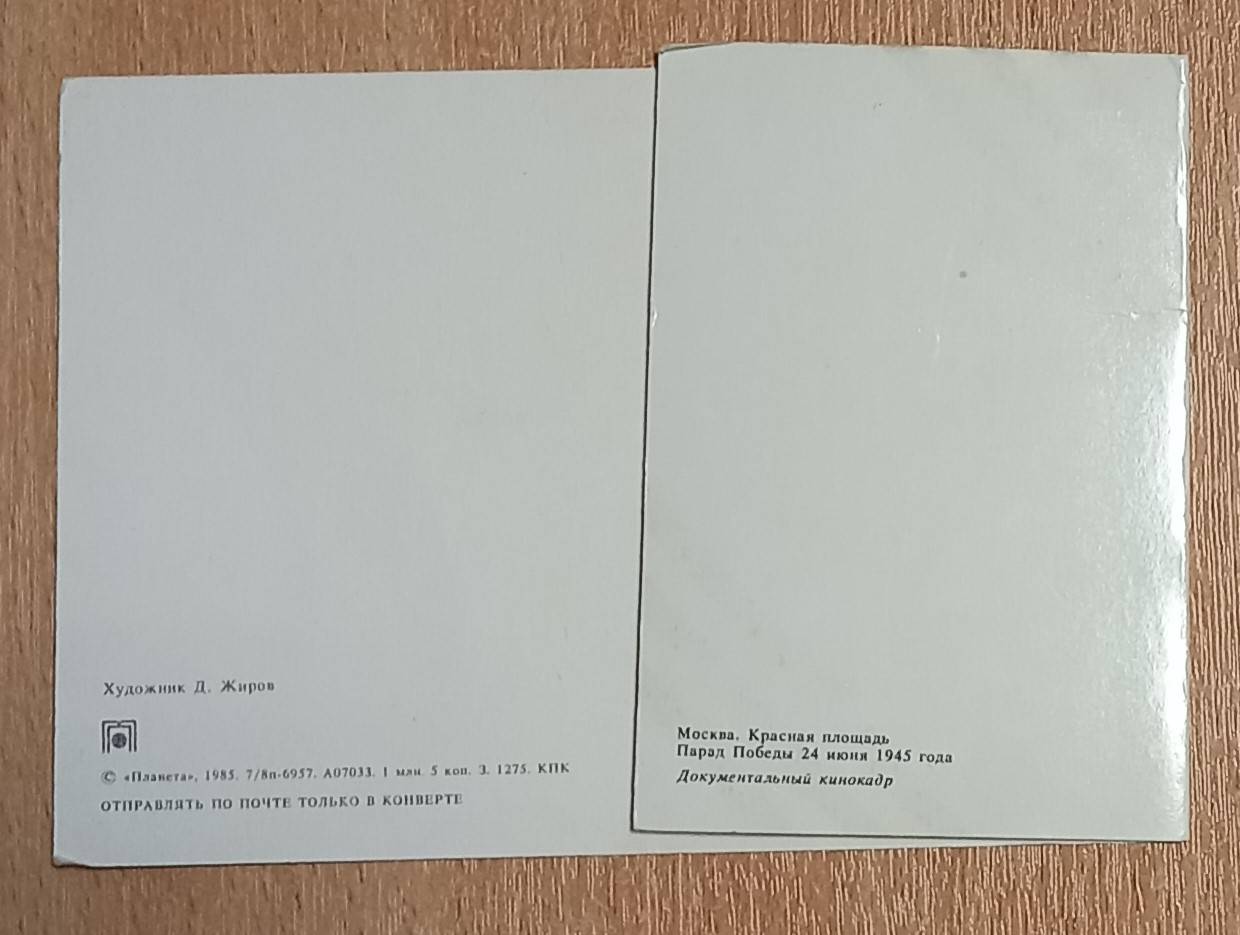 Художник Д. Жиров
© «Планета», 1985. 7/8п-6957. А07033. 1 млн. 5 коп. З. 1275. КПК
ОТПРАВЛЯТЬ ПО ПОЧТЕ ТОЛЬКО В КОНВЕРТЕ
Москва. Красная площадь
Парад Победы 24 июня 1945 года
Документальный кинокадр